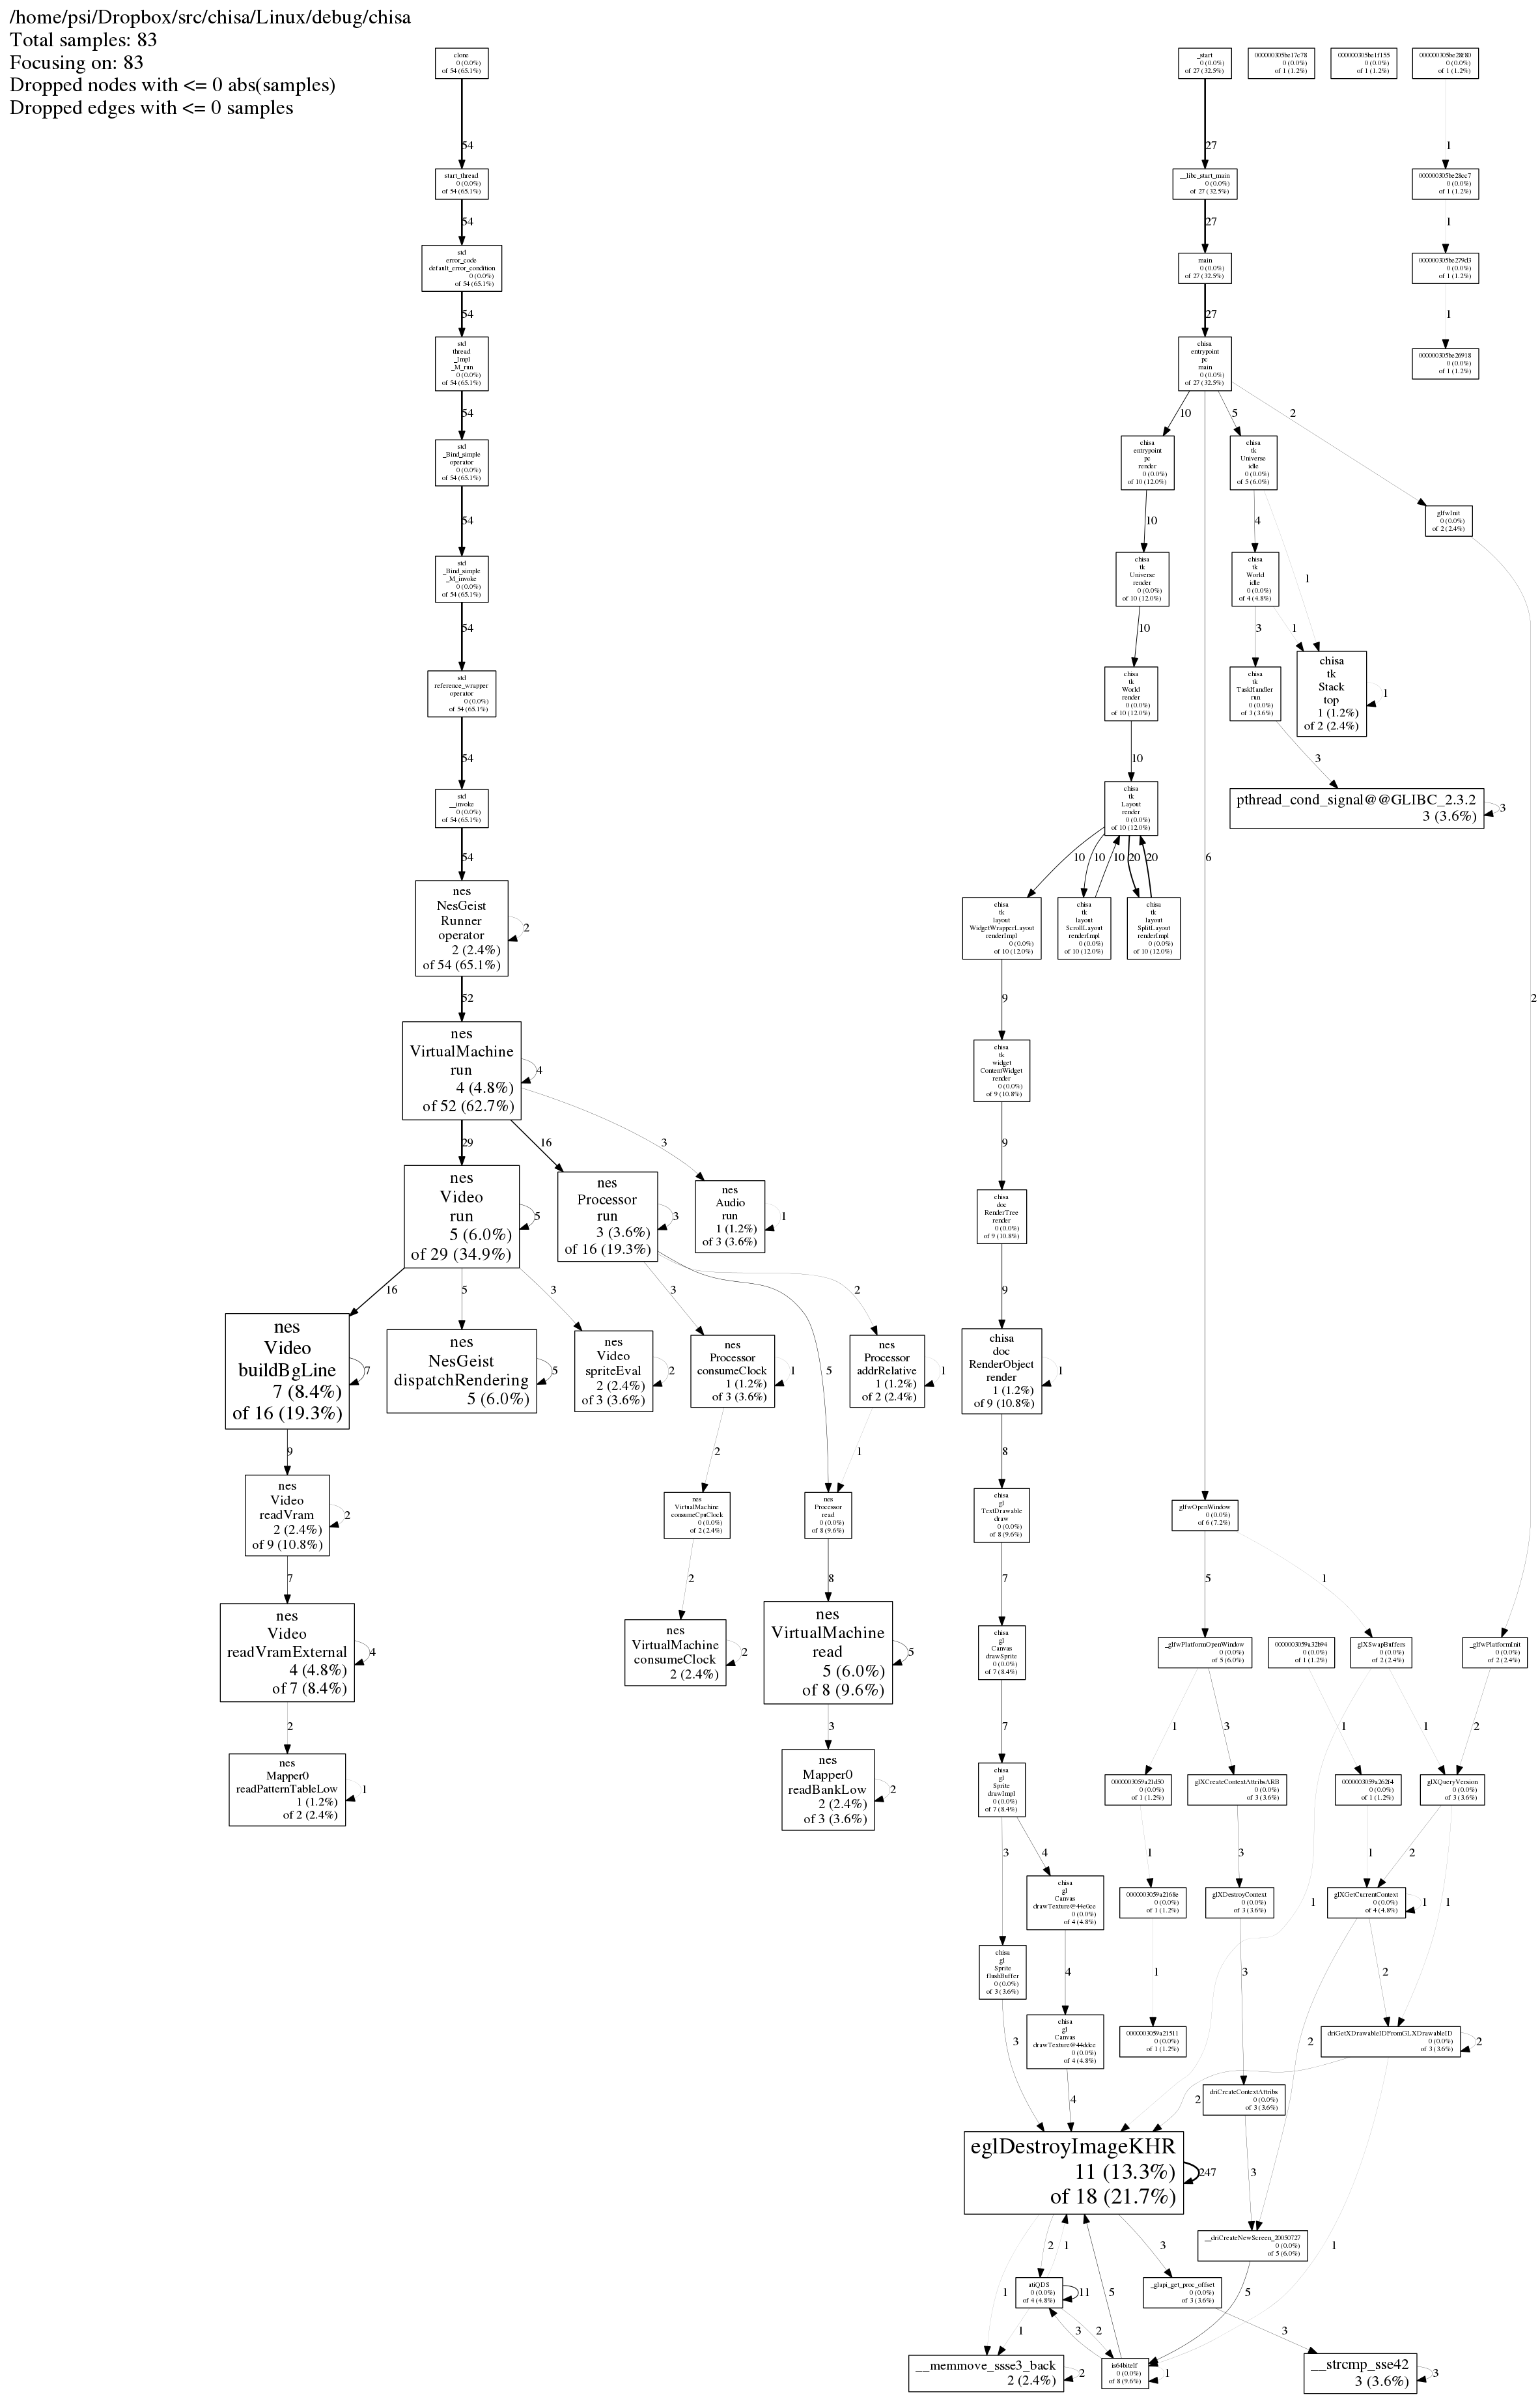 /home/psi/Dropbox/src/chisa/Linux/debug/chisa
Total samples: 83
Focusing on: 83
Dropped nodes with <= 0 abs(samples)
Dropped edges with <= 0 samples
clone
0 (0.0%)
of 54 (65.1%)
_start
0 (0.0%)
of 27 (32.5%)
000000305be17c78
0 (0.0%)
of 1 (1.2%)
000000305be1f155
0 (0.0%)
of 1 (1.2%)
000000305be28f80
0 (0.0%)
of 1 (1.2%)
54
27
1
start_thread
0 (0.0%)
of 54 (65.1%)
__libc_start_main
0 (0.0%)
of 27 (32.5%)
000000305be28cc7
0 (0.0%)
of 1 (1.2%)
54
27
1
std
error_code
default_error_condition
0 (0.0%)
of 54 (65.1%)
main
0 (0.0%)
of 27 (32.5%)
000000305be279d3
0 (0.0%)
of 1 (1.2%)
54
27
1
std
thread
_Impl
_M_run
0 (0.0%)
of 54 (65.1%)
chisa
entrypoint
pc
main
0 (0.0%)
of 27 (32.5%)
000000305be26918
0 (0.0%)
of 1 (1.2%)
54
10
5
2
std
_Bind_simple
operator
0 (0.0%)
of 54 (65.1%)
chisa
entrypoint
pc
render
0 (0.0%)
of 10 (12.0%)
chisa
tk
Universe
idle
0 (0.0%)
of 5 (6.0%)
glfwInit
0 (0.0%)
of 2 (2.4%)
54
10
4
1
std
_Bind_simple
_M_invoke
0 (0.0%)
of 54 (65.1%)
chisa
tk
Universe
render
0 (0.0%)
of 10 (12.0%)
chisa
tk
World
idle
0 (0.0%)
of 4 (4.8%)
54
10
3
1
std
reference_wrapper
operator
0 (0.0%)
of 54 (65.1%)
chisa
tk
World
render
0 (0.0%)
of 10 (12.0%)
chisa
tk
TaskHandler
run
0 (0.0%)
of 3 (3.6%)
chisa
tk
Stack
top
1 (1.2%)
of 2 (2.4%)
1
54
10
3
std
__invoke
0 (0.0%)
of 54 (65.1%)
chisa
tk
Layout
render
0 (0.0%)
of 10 (12.0%)
pthread_cond_signal@@GLIBC_2.3.2
3 (3.6%)
3
54
10
10
10
20
20
6
nes
NesGeist
Runner
operator
2 (2.4%)
of 54 (65.1%)
2
chisa
tk
layout
WidgetWrapperLayout
renderImpl
0 (0.0%)
of 10 (12.0%)
chisa
tk
layout
ScrollLayout
renderImpl
0 (0.0%)
of 10 (12.0%)
chisa
tk
layout
SplitLayout
renderImpl
0 (0.0%)
of 10 (12.0%)
52
9
2
nes
VirtualMachine
run
4 (4.8%)
of 52 (62.7%)
4
chisa
tk
widget
ContentWidget
render
0 (0.0%)
of 9 (10.8%)
29
16
3
9
nes
Video
run
5 (6.0%)
of 29 (34.9%)
5
nes
Processor
run
3 (3.6%)
of 16 (19.3%)
3
nes
Audio
run
1 (1.2%)
of 3 (3.6%)
1
chisa
doc
RenderTree
render
0 (0.0%)
of 9 (10.8%)
16
5
3
3
2
9
nes
Video
buildBgLine
7 (8.4%)
of 16 (19.3%)
7
nes
NesGeist
dispatchRendering
5 (6.0%)
5
nes
Video
spriteEval
2 (2.4%)
of 3 (3.6%)
2
nes
Processor
consumeClock
1 (1.2%)
of 3 (3.6%)
1
5
nes
Processor
addrRelative
1 (1.2%)
of 2 (2.4%)
1
chisa
doc
RenderObject
render
1 (1.2%)
of 9 (10.8%)
1
9
2
1
8
nes
Video
readVram
2 (2.4%)
of 9 (10.8%)
2
nes
VirtualMachine
consumeCpuClock
0 (0.0%)
of 2 (2.4%)
nes
Processor
read
0 (0.0%)
of 8 (9.6%)
chisa
gl
TextDrawable
draw
0 (0.0%)
of 8 (9.6%)
glfwOpenWindow
0 (0.0%)
of 6 (7.2%)
7
2
8
7
5
1
nes
Video
readVramExternal
4 (4.8%)
of 7 (8.4%)
4
nes
VirtualMachine
consumeClock
2 (2.4%)
2
nes
VirtualMachine
read
5 (6.0%)
of 8 (9.6%)
5
chisa
gl
Canvas
drawSprite
0 (0.0%)
of 7 (8.4%)
_glfwPlatformOpenWindow
0 (0.0%)
of 5 (6.0%)
0000003059a32b94
0 (0.0%)
of 1 (1.2%)
glXSwapBuffers
0 (0.0%)
of 2 (2.4%)
_glfwPlatformInit
0 (0.0%)
of 2 (2.4%)
2
3
7
1
3
1
1
2
nes
Mapper0
readPatternTableLow
1 (1.2%)
of 2 (2.4%)
1
nes
Mapper0
readBankLow
2 (2.4%)
of 3 (3.6%)
2
chisa
gl
Sprite
drawImpl
0 (0.0%)
of 7 (8.4%)
0000003059a21d50
0 (0.0%)
of 1 (1.2%)
glXCreateContextAttribsARB
0 (0.0%)
of 3 (3.6%)
0000003059a262f4
0 (0.0%)
of 1 (1.2%)
glXQueryVersion
0 (0.0%)
of 3 (3.6%)
3
4
1
3
1
2
chisa
gl
Canvas
drawTexture@44e0ce
0 (0.0%)
of 4 (4.8%)
0000003059a2168e
0 (0.0%)
of 1 (1.2%)
glXDestroyContext
0 (0.0%)
of 3 (3.6%)
1
glXGetCurrentContext
0 (0.0%)
of 4 (4.8%)
1
1
chisa
gl
Sprite
flushBuffer
0 (0.0%)
of 3 (3.6%)
4
1
3
2
chisa
gl
Canvas
drawTexture@44ddce
0 (0.0%)
of 4 (4.8%)
0000003059a21511
0 (0.0%)
of 1 (1.2%)
driGetXDrawableIDFromGLXDrawableID
0 (0.0%)
of 3 (3.6%)
2
3
2
driCreateContextAttribs
0 (0.0%)
of 3 (3.6%)
4
2
eglDestroyImageKHR
11 (13.3%)
of 18 (21.7%)
247
3
__driCreateNewScreen_20050727
0 (0.0%)
of 5 (6.0%)
2
1
3
1
atiQDS
0 (0.0%)
of 4 (4.8%)
11
_glapi_get_proc_offset
0 (0.0%)
of 3 (3.6%)
1
5
5
1
3
2
3
__memmove_ssse3_back
2 (2.4%)
2
is64bitelf
0 (0.0%)
of 8 (9.6%)
1
__strcmp_sse42
3 (3.6%)
3